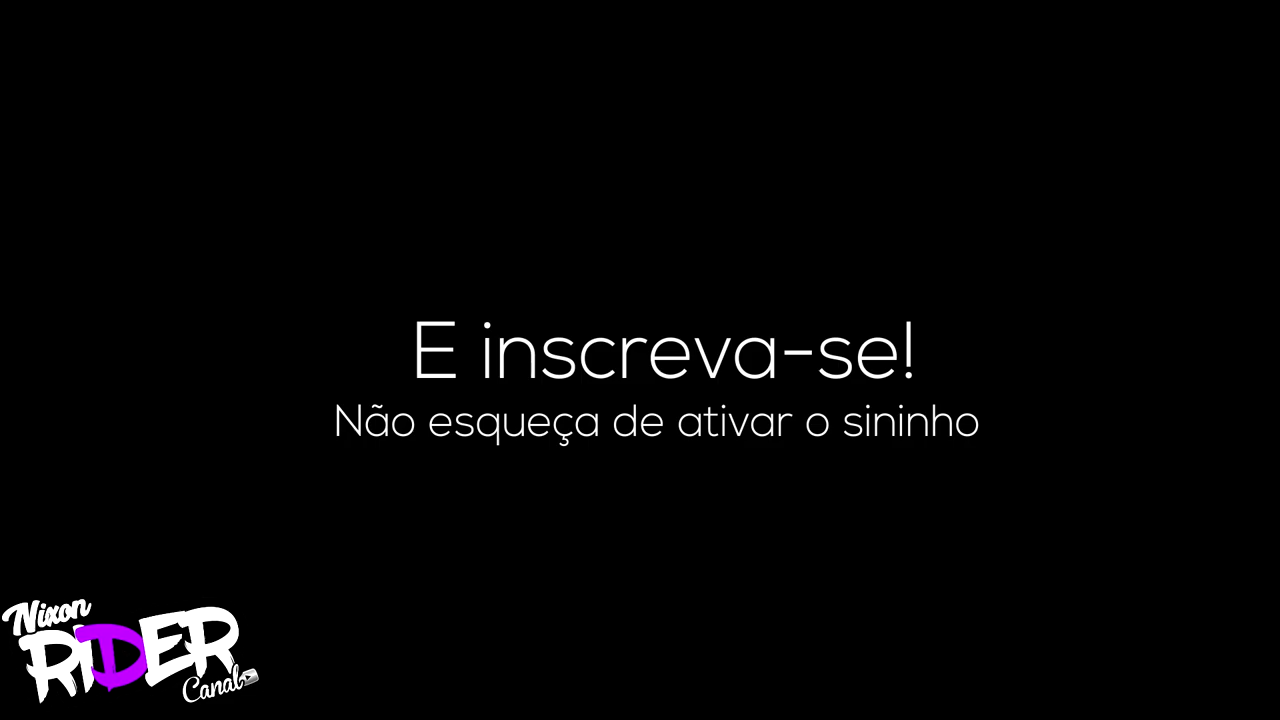 E inscreva-se!
Não esqueça de ativar o sininho
Nixon
RIDER
Canal